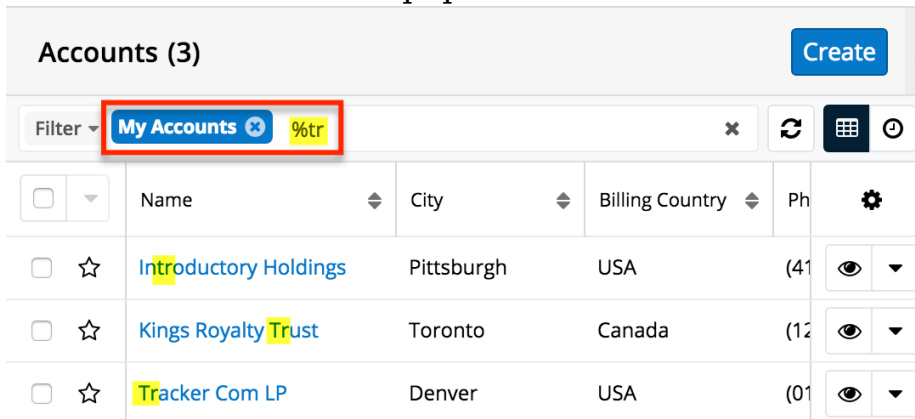 Accounts (3) Create
Filter My Accounts %tr
Name City Billing Country Ph
Introductory Holdings Pittsburgh USA (41
Kings Royalty Trust Toronto Canada (12
Tracker Com LP Denver USA (01